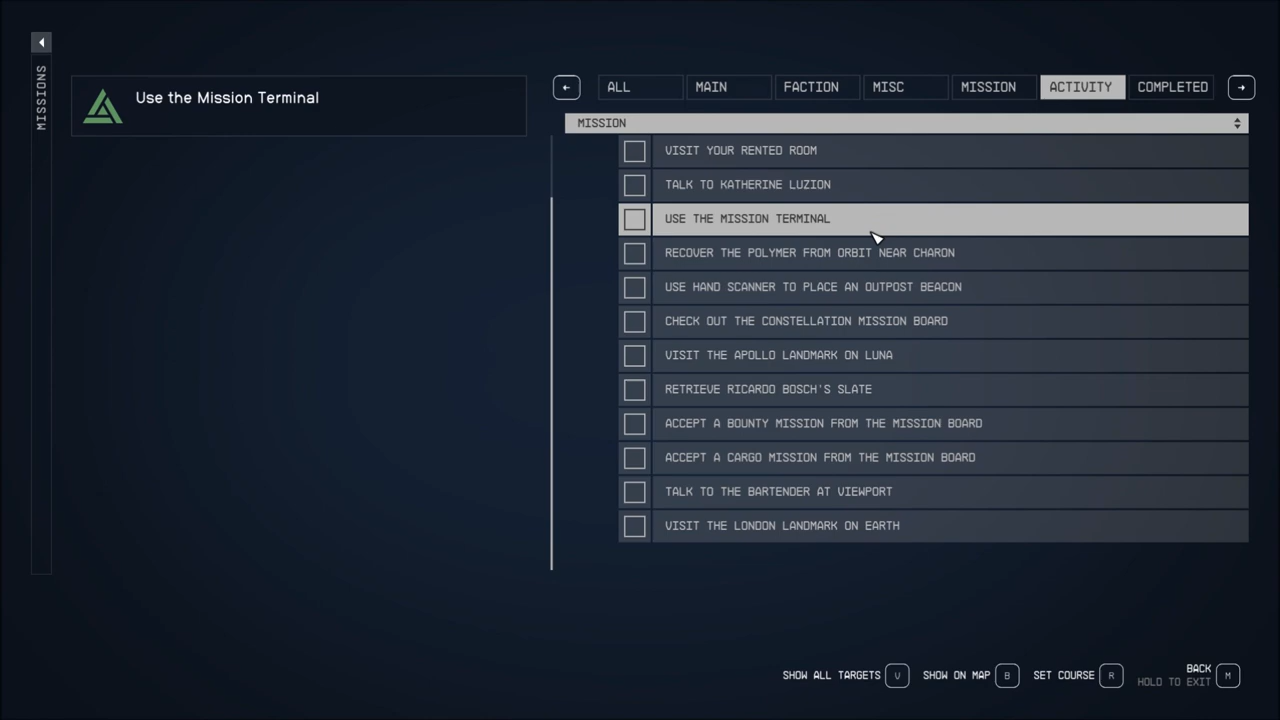 MISSIONS
Use the Mission Terminal
ALL
MAIN
FACTION
MISC
MISSION
ACTIVITY
COMPLETED
MISSION
VISIT YOUR RENTED ROOM
TALK TO KATHERINE LUZION
USE THE MISSION TERMINAL
RECOVER THE POLYMER FROM ORBIT NEAR CHARON
USE HAND SCANNER TO PLACE AN OUTPOST BEACON
CHECK OUT THE CONSTELLATION MISSION BOARD
VISIT THE APOLLO LANDMARK ON LUNA
RETRIEVE RICARDO BOSCH'S SLATE
ACCEPT A BOUNTY MISSION FROM THE MISSION BOARD
ACCEPT A CARGO MISSION FROM THE MISSION BOARD
TALK TO THE BARTENDER AT VIEWPORT
VISIT THE LONDON LANDMARK ON EARTH
SHOW ALL TARGETS V
SHOW ON MAP B
SET COURSE R
BACK M
HOLD TO EXIT